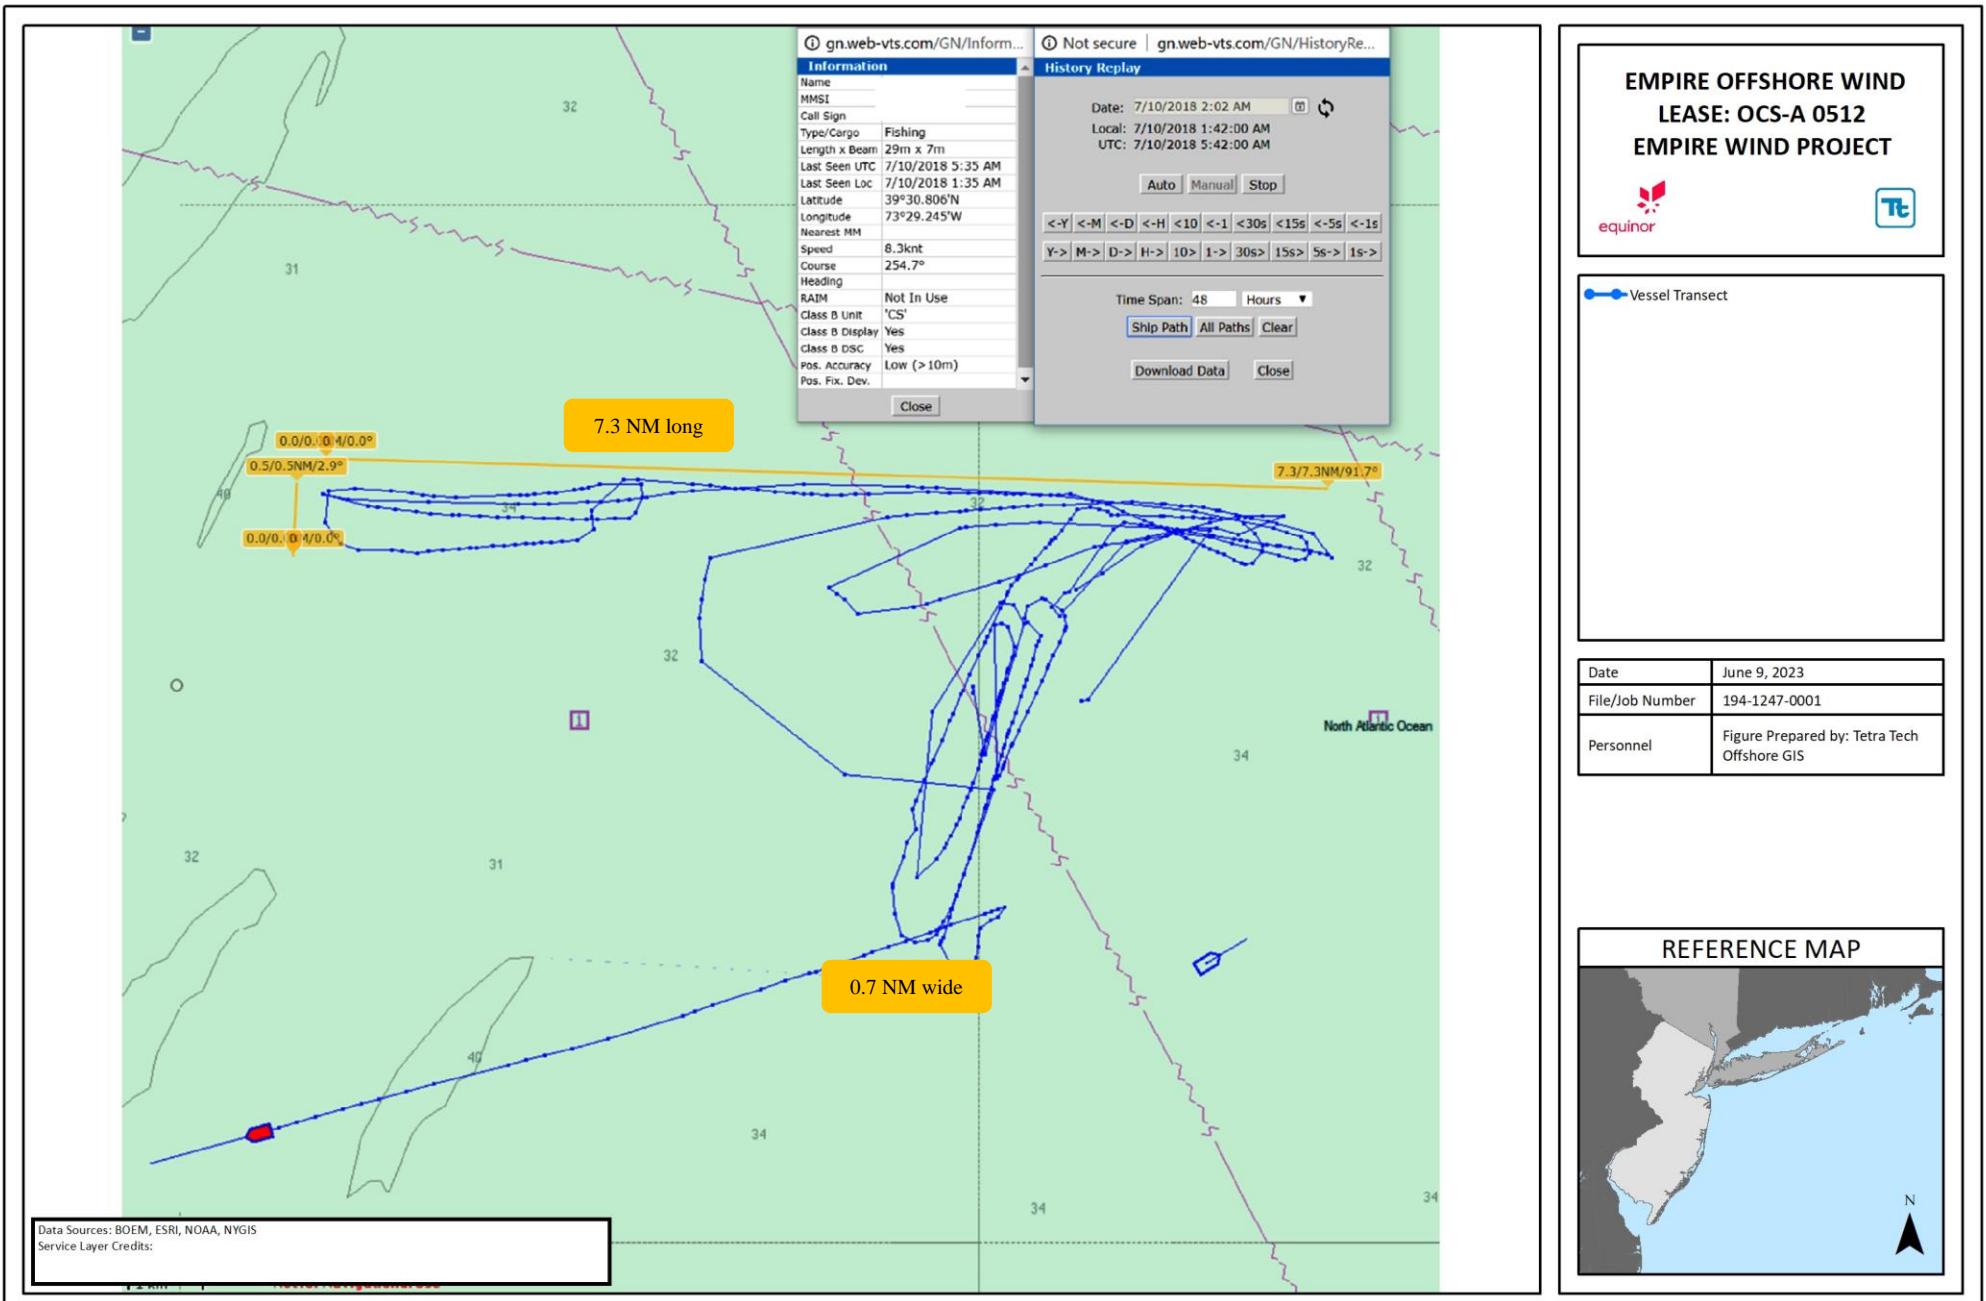 gn.web-vts.com/GN/Inform...
Information
Name
MMSI
Call Sign
Type/Cargo Fishing
Length x Beam 29m x 7m
Last Seen UTC 7/10/2018 5:35 AM
Last Seen Loc 7/10/2018 1:35 AM
Latitude 39°30.806'N
Longitude 73°29.245'W
Nearest MM
Speed 8.3knt
Course 254.7°
Heading
RAIM Not In Use
Class B Unit 'CS'
Class B Display Yes
Class B DSC Yes
Pos. Accuracy Low (>10m)
Pos. Fix. Dev.
Close
Not secure | gn.web-vts.com/GN/HistoryRe...
History Replay
Date: 7/10/2018 2:02 AM
Local: 7/10/2018 1:42:00 AM
UTC: 7/10/2018 5:42:00 AM
Auto Manual Stop
<-Y <-M <-D <-H <10 <-1 <30s <15s <-5s <-1s
Y-> M-> D-> H-> 10> 1-> 30s> 15s> 5s-> 1s->
Time Span: 48 Hours
Ship Path All Paths Clear
Download Data Close
32
31
7.3 NM long
0.5/0.5NM/2.9°
7.3/7.3NM/91.7°
40
34
32
32
32
1
1
North Atlantic Ocean
34
32
31
0.7 NM wide
40
34
34
34
Data Sources: BOEM, ESRI, NOAA, NYGIS
Service Layer Credits:
EMPIRE OFFSHORE WIND
LEASE: OCS-A 0512
EMPIRE WIND PROJECT
equinor
Tt
Vessel Transect
Date June 9, 2023
File/Job Number 194-1247-0001
Personnel Figure Prepared by: Tetra Tech
Offshore GIS
REFERENCE MAP
N